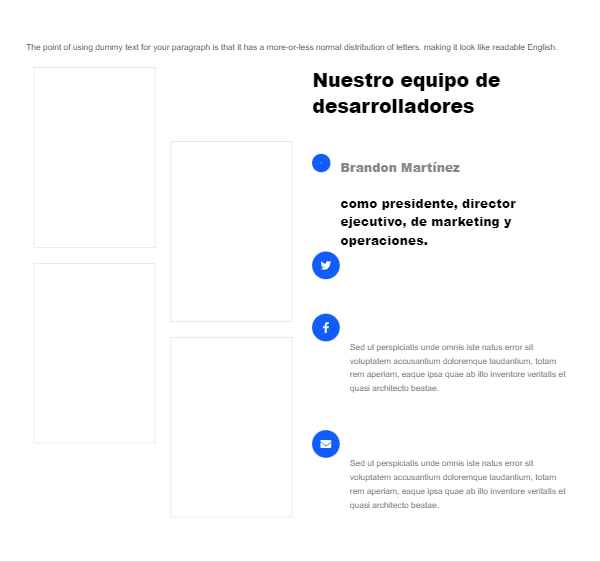 The point of using dummy text for your paragraph is that it has a more-or-less normal distribution of letters. making it look like readable English.
Nuestro equipo de
desarrolladores
Brandon Martínez
como presidente, director
ejecutivo, de marketing y
operaciones.
Sed ut perspiciatis unde omnis iste natus error sit
voluptatem accusantium doloremque laudantium, totam
rem aperiam, eaque ipsa quae ab illo inventore veritatis et
quasi architecto beatae.
Sed ut perspiciatis unde omnis iste natus error sit
voluptatem accusantium doloremque laudantium, totam
rem aperiam, eaque ipsa quae ab illo inventore veritatis et
quasi architecto beatae.